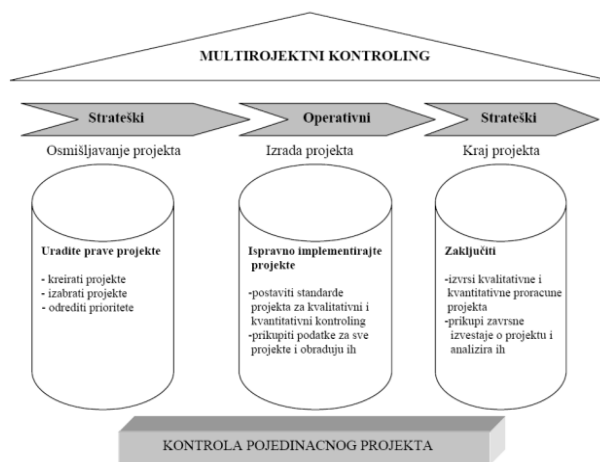 MULTIROJEKTNI KONTROLING
Strateški
Operativni
Strateški
Osmišljavanje projekta
Izrada projekta
Kraj projekta
Uradite prave projekte
- kreirati projekte
- izabrati projekte
- odrediti prioritete
Ispravno implementirajte
projekte
-postaviti standarde
projekta za kvalitativni i
kvantitativni kontroling
-prikupiti podatke za sve
projekte i obraduju ih
Zaključiti
-izvrsi kvalitativne i
kvantitativne proracune
projekta
-prikupi zavrsne
izvestaje o projektu i
analizira ih
KONTROLA POJEDINACNOG PROJEKTA